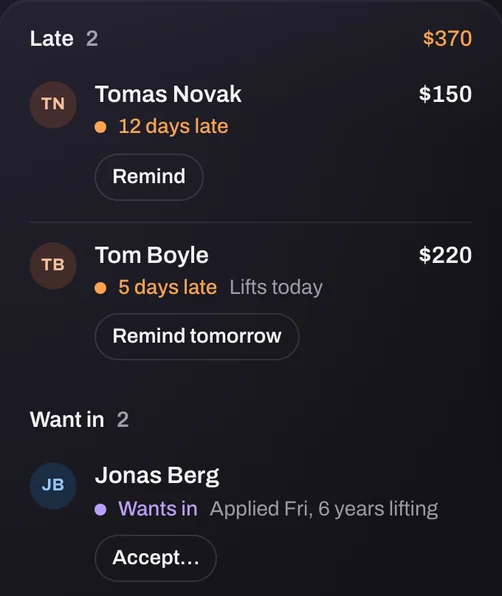 Late 2 $370
TN Tomas Novak $150
12 days late
Remind
TB Tom Boyle $220
5 days late Lifts today
Remind tomorrow
Want in 2
JB Jonas Berg
Wants in Applied Fri, 6 years lifting
Accept...